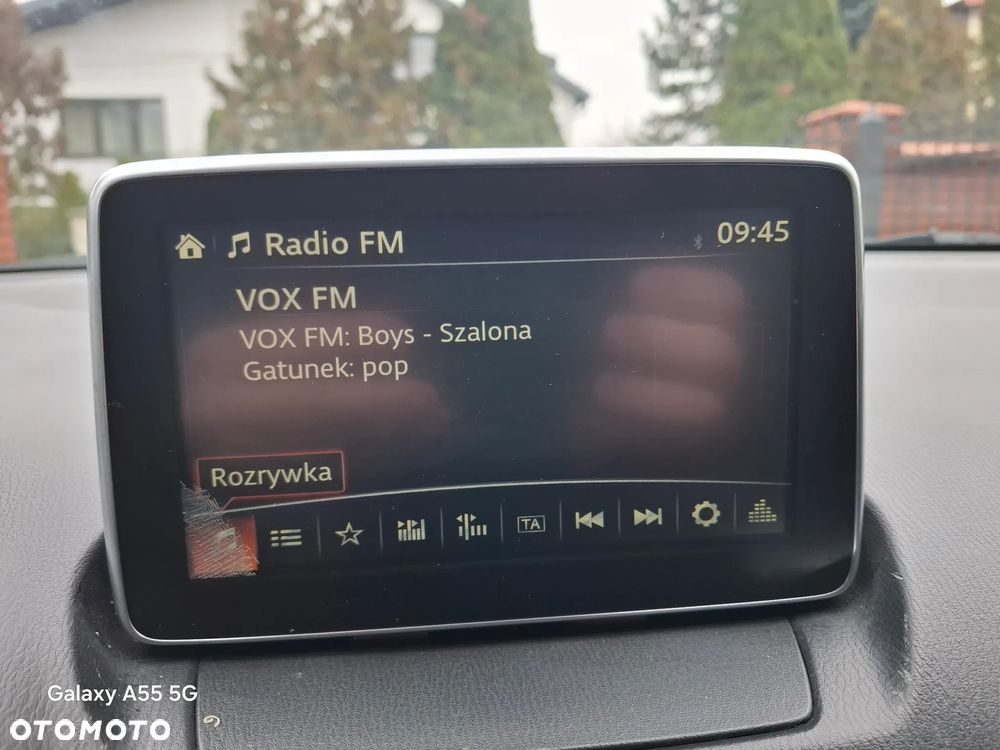 Radio FM
09:45
VOX FM
VOX FM: Boys - Szalona
Gatunek: pop
Rozrywka
TA
Galaxy A55 5G
OTOMOTO